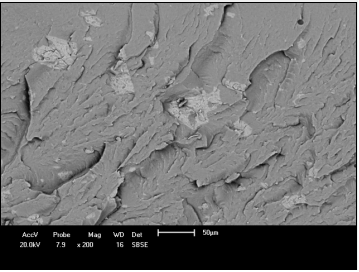 AccV Probe Mag WD Det 50µm
20.0kV 7.9 x 200 16 SBSE